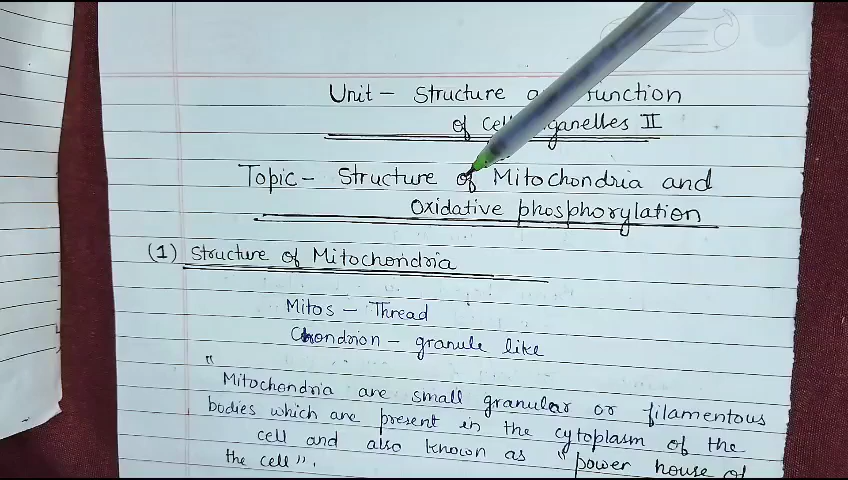 Unit - Structure function
of organelles II
Topic - Structure of Mitochondria and
Oxidative phosphorylation
(1) Structure of Mitochondria
Mitos - Thread
Chondrion - granule like
"Mitochondria are small granular or filamentous
bodies which are present in the cytoplasm of the
cell and also known as "power house of
the cell".